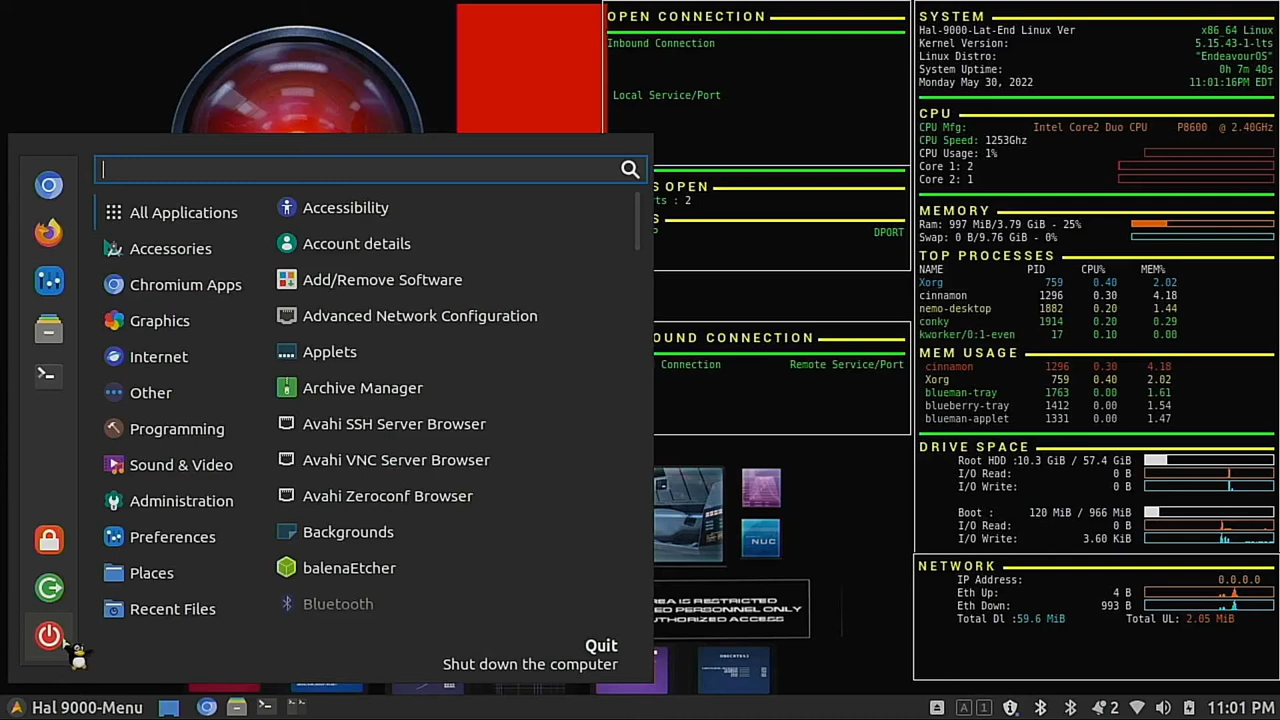 All Applications
Accessories
Chromium Apps
Graphics
Internet
Other
Programming
Sound & Video
Administration
Preferences
Places
Recent Files
Accessibility
Account details
Add/Remove Software
Advanced Network Configuration
Applets
Archive Manager
Avahi SSH Server Browser
Avahi VNC Server Browser
Avahi Zeroconf Browser
Backgrounds
balenaEtcher
Bluetooth
Quit
Shut down the computer
OPEN CONNECTION
Inbound Connection
Local Service/Port
S OPEN
rts : 2
S
P DPORT
OUND CONNECTION
Connection Remote Service/Port
NUC
REA IS RESTRICTED
ED PERSONNEL ONLY
UTHORIZED ACCESS
SYSTEM
Hal-9000-Lat-End Linux Ver x86_64 Linux
Kernel Version: 5.15.43-1-lts
Linux Distro: "EndeavourOS"
System Uptime: 0h 7m 40s
Monday May 30, 2022 11:01:16PM EDT
CPU
CPU Mfg: Intel Core2 Duo CPU P8600 @ 2.40GHz
CPU Speed: 1253Ghz
CPU Usage: 1%
Core 1: 2
Core 2: 1
MEMORY
Ram: 997 MiB/3.79 GiB - 25%
Swap: 0 B/9.76 GiB - 0%
TOP PROCESSES
NAME PID CPU% MEM%
Xorg 759 0.40 2.02
cinnamon 1296 0.30 4.18
nemo-desktop 1882 0.20 1.44
conky 1914 0.20 0.29
kworker/0:1-even 17 0.10 0.00
MEM USAGE
cinnamon 1296 0.30 4.18
Xorg 759 0.40 2.02
blueman-tray 1763 0.00 1.61
blueberry-tray 1412 0.00 1.54
blueman-applet 1331 0.00 1.47
DRIVE SPACE
Root HDD :10.3 GiB / 57.4 GiB
I/O Read: 0 B
I/O Write: 0 B
Boot : 120 MiB / 966 MiB
I/O Read: 0 B
I/O Write: 3.60 KiB
NETWORK
IP Address: 0.0.0.0
Eth Up: 4 B
Eth Down: 993 B
Total Dl :59.6 MiB Total UL: 2.05 MiB
Hal 9000-Menu
A 1 2 11:01 PM